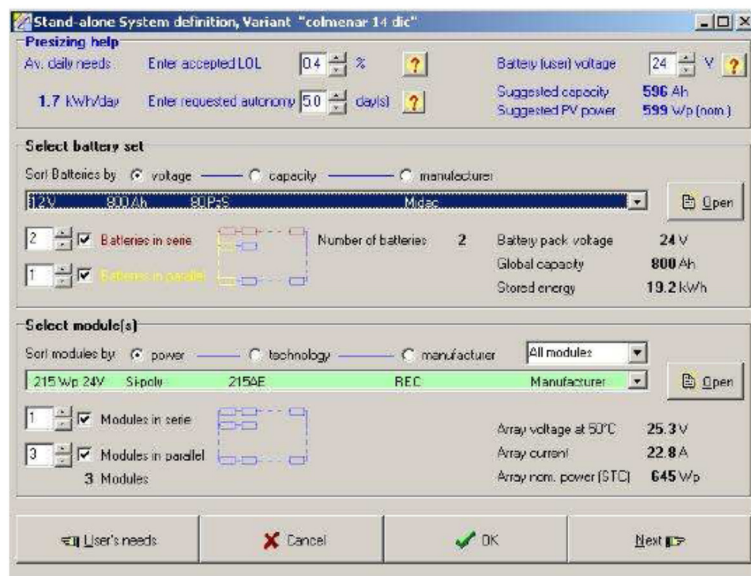 Stand-alone System definition, Variant "colmenar 14 dic"
Presizing help
Av. daily needs Enter accepted LOL 0.4 % ? Battery (user) voltage 24 V ?
1.7 kWh/day Enter requested autonomy 5.0 day(s) ? Suggested capacity 596 Ah
Suggested PV power 599 Wp (nom.)
Select battery set
Sort Batteries by voltage capacity manufacturer
12 V 800 Ah 8 OPzS Midac Open
2 Batteries in serie Number of batteries 2 Battery pack voltage 24 V
Global capacity 800 Ah
1 Batteries in parallel Stored energy 19.2 kWh
Select module(s)
Sort modules by power technology manufacturer All modules
215 Wp 24V Si-poly 215AE REC Manufacturer Open
1 Modules in serie Array voltage at 50°C 25.3 V
3 Modules in parallel Array current 22.8 A
3 Modules Array nom. power (STC) 645 Wp
User's needs Cancel OK Next